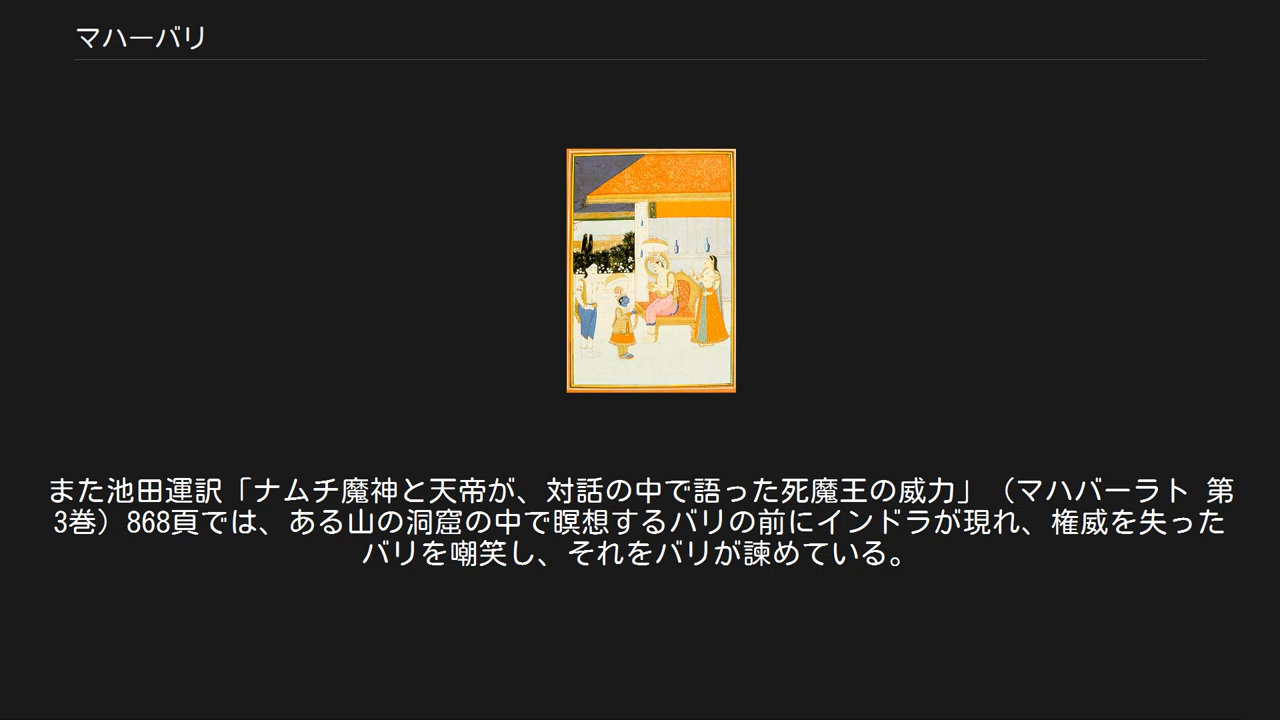 マハーバリ
また池田運訳「ナムチ魔神と天帝が、対話の中で語った死魔王の威力」（マハバーラト 第
3巻）868頁では、ある山の洞窟の中で瞑想するバリの前にインドラが現れ、権威を失った
バリを嘲笑し、それをバリが諫めている。